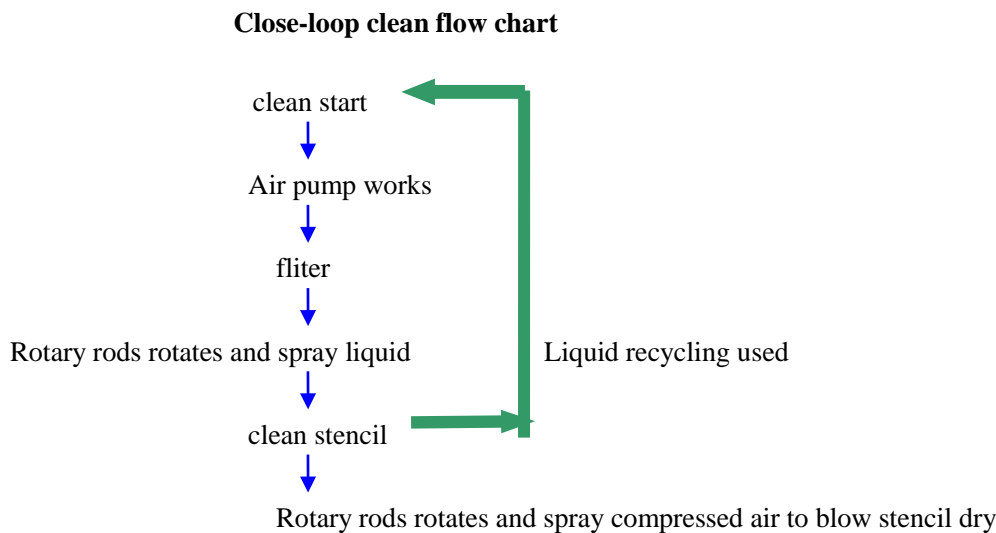 Close-loop clean flow chart
clean start
Air pump works
fliter
Rotary rods rotates and spray liquid
Liquid recycling used
clean stencil
Rotary rods rotates and spray compressed air to blow stencil dry